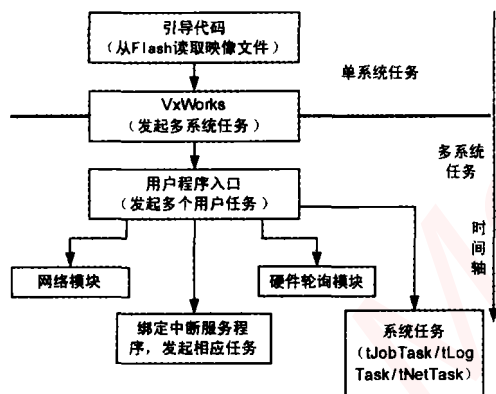 引导代码
（从Flash读取映像文件）
单系统任务
VxWorks
（发起多系统任务）
多系统
任务
用户程序入口
（发起多个用户任务）
时
间
轴
网络模块
硬件轮询模块
绑定中断服务程
序，发起相应任务
系统任务
（tJobTask/tLog
Task/tNetTask）